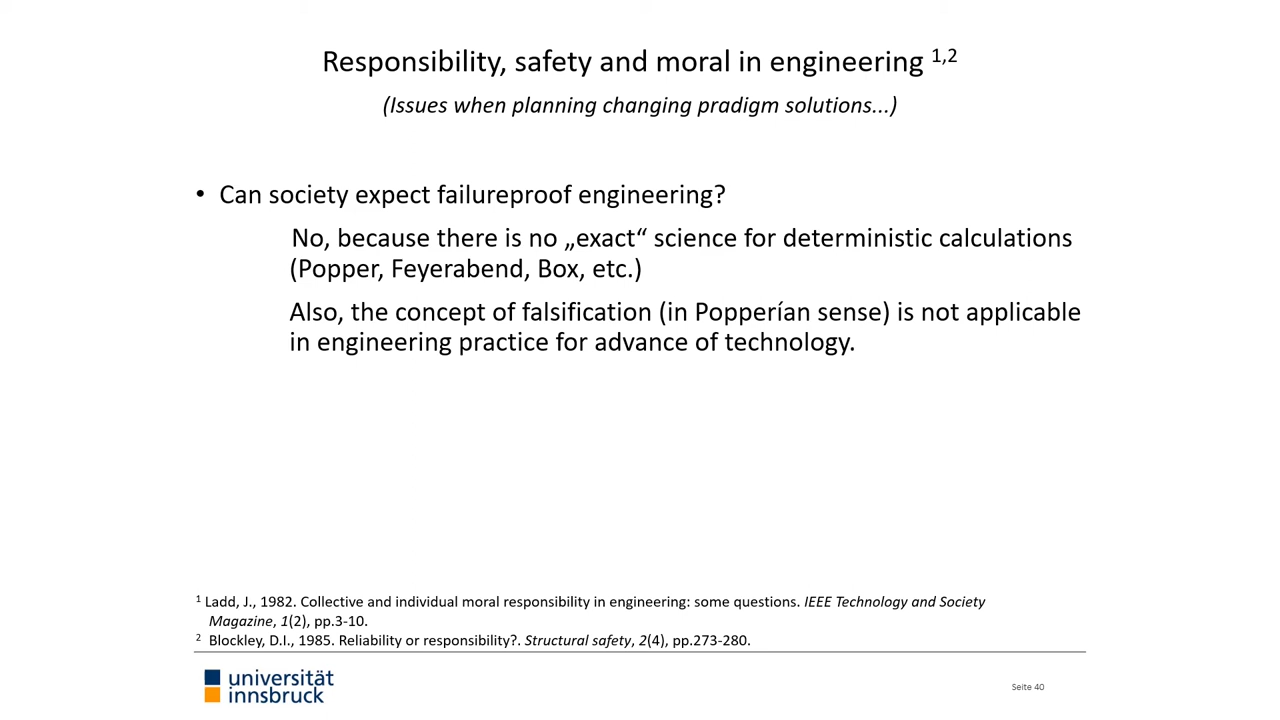 Responsibility, safety and moral in engineering 1,2
(Issues when planning changing pradigm solutions...)
• Can society expect failureproof engineering?
No, because there is no „exact“ science for deterministic calculations
(Popper, Feyerabend, Box, etc.)
Also, the concept of falsification (in Popperían sense) is not applicable
in engineering practice for advance of technology.
1 Ladd, J., 1982. Collective and individual moral responsibility in engineering: some questions. IEEE Technology and Society
Magazine, 1(2), pp.3-10.
2 Blockley, D.I., 1985. Reliability or responsibility?. Structural safety, 2(4), pp.273-280.
universität
innsbruck
Seite 40